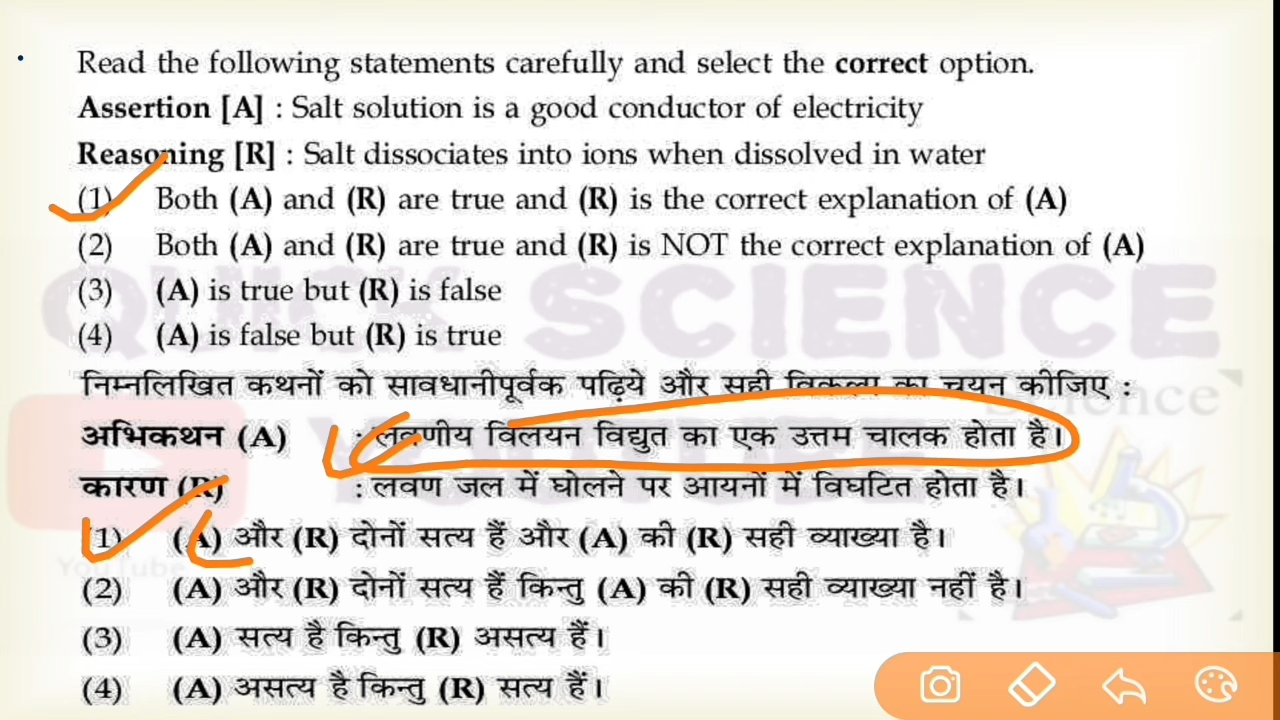 Read the following statements carefully and select the correct option.
Assertion [A] : Salt solution is a good conductor of electricity
Reasoning [R] : Salt dissociates into ions when dissolved in water
(1) Both (A) and (R) are true and (R) is the correct explanation of (A)
(2) Both (A) and (R) are true and (R) is NOT the correct explanation of (A)
(3) (A) is true but (R) is false
(4) (A) is false but (R) is true
निम्नलिखित कथनों को सावधानीपूर्वक पढ़िये और सही विकल्प का चयन कीजिए :
अभिकथन (A) : लवणीय विलयन विद्युत का एक उत्तम चालक होता है।
कारण (R) : लवण जल में घोलने पर आयनों में विघटित होता है।
(1) (A) और (R) दोनों सत्य हैं और (A) की (R) सही व्याख्या है।
(2) (A) और (R) दोनों सत्य हैं किन्तु (A) की (R) सही व्याख्या नहीं है।
(3) (A) सत्य है किन्तु (R) असत्य हैं।
(4) (A) असत्य है किन्तु (R) सत्य हैं।
QUICK SCIENCE
YOUTUBE
Science
YouTube